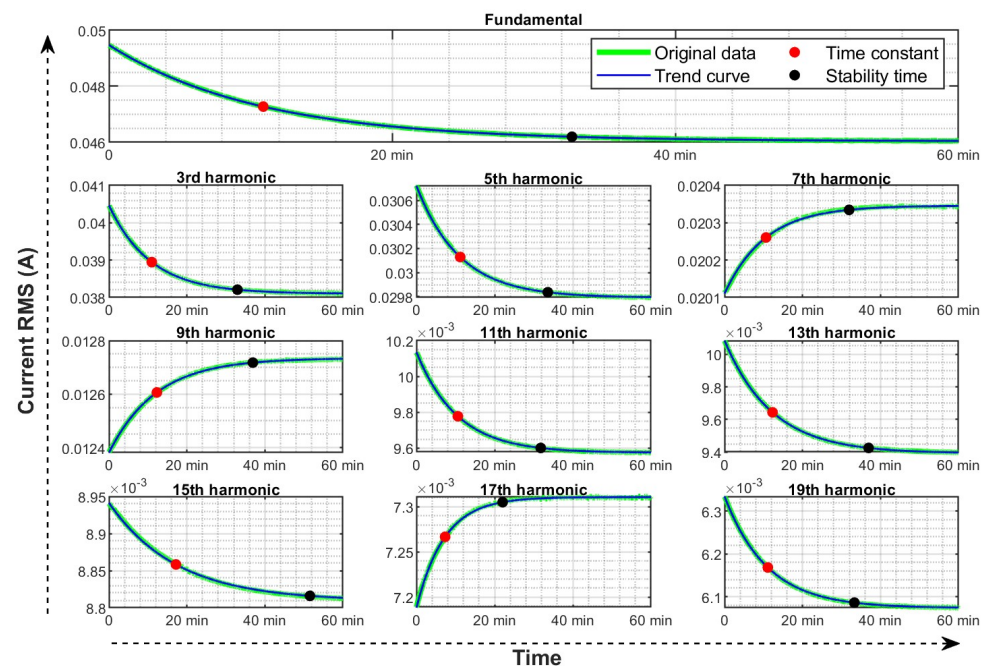 Fundamental
0.05
0.048
0.046
0
20 min
40 min
60 min
Original data
Time constant
Trend curve
Stability time
3rd harmonic
0.041
0.04
0.039
0.038
0
20 min
40 min
60 min
5th harmonic
0.0306
0.0304
0.0302
0.03
0.0298
0
20 min
40 min
60 min
7th harmonic
0.0204
0.0203
0.0202
0.0201
0
20 min
40 min
60 min
9th harmonic
0.0128
0.0126
0.0124
0
20 min
40 min
60 min
×10⁻³
11th harmonic
10.2
10
9.8
9.6
0
20 min
40 min
60 min
×10⁻³
13th harmonic
10
9.8
9.6
9.4
0
20 min
40 min
60 min
×10⁻³
15th harmonic
8.95
8.9
8.85
8.8
0
20 min
40 min
60 min
×10⁻³
17th harmonic
7.3
7.25
7.2
0
20 min
40 min
60 min
×10⁻³
19th harmonic
6.3
6.2
6.1
0
20 min
40 min
60 min
Current RMS (A)
Time